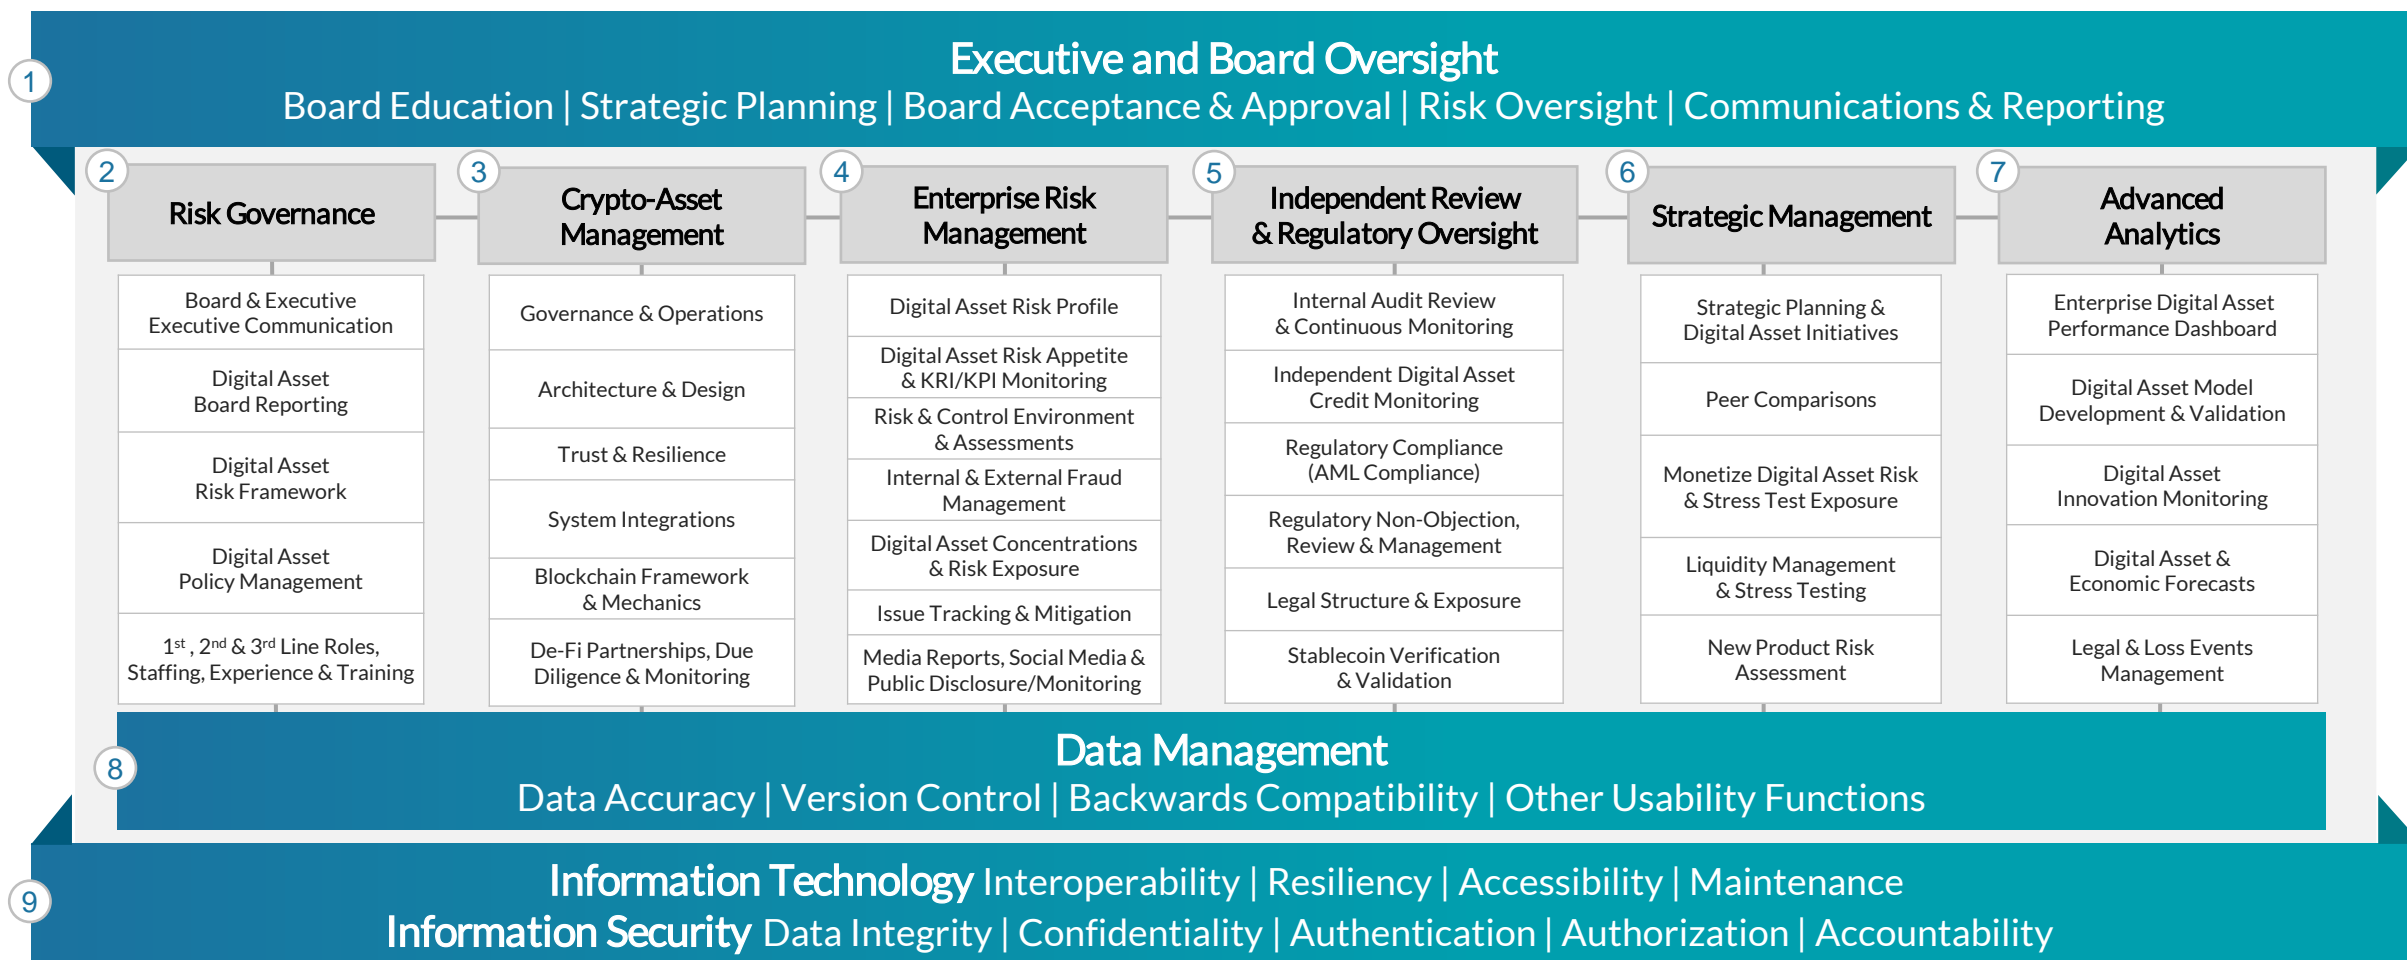 1
Executive and Board Oversight
Board Education | Strategic Planning | Board Acceptance & Approval | Risk Oversight | Communications & Reporting
2
Risk Governance
Board & Executive
Executive Communication
Digital Asset
Board Reporting
Digital Asset
Risk Framework
Digital Asset
Policy Management
1st , 2nd & 3rd Line Roles,
Staffing, Experience & Training
3
Crypto-Asset
Management
Governance & Operations
Architecture & Design
Trust & Resilience
System Integrations
Blockchain Framework
& Mechanics
De-Fi Partnerships, Due
Diligence & Monitoring
4
Enterprise Risk
Management
Digital Asset Risk Profile
Digital Asset Risk Appetite
& KRI/KPI Monitoring
Risk & Control Environment
& Assessments
Internal & External Fraud
Management
Digital Asset Concentrations
& Risk Exposure
Issue Tracking & Mitigation
Media Reports, Social Media &
Public Disclosure/Monitoring
5
Independent Review
& Regulatory Oversight
Internal Audit Review
& Continuous Monitoring
Independent Digital Asset
Credit Monitoring
Regulatory Compliance
(AML Compliance)
Regulatory Non-Objection,
Review & Management
Legal Structure & Exposure
Stablecoin Verification
& Validation
6
Strategic Management
Strategic Planning &
Digital Asset Initiatives
Peer Comparisons
Monetize Digital Asset Risk
& Stress Test Exposure
Liquidity Management
& Stress Testing
New Product Risk
Assessment
7
Advanced
Analytics
Enterprise Digital Asset
Performance Dashboard
Digital Asset Model
Development & Validation
Digital Asset
Innovation Monitoring
Digital Asset &
Economic Forecasts
Legal & Loss Events
Management
8
Data Management
Data Accuracy | Version Control | Backwards Compatibility | Other Usability Functions
9
Information Technology Interoperability | Resiliency | Accessibility | Maintenance
Information Security Data Integrity | Confidentiality | Authentication | Authorization | Accountability